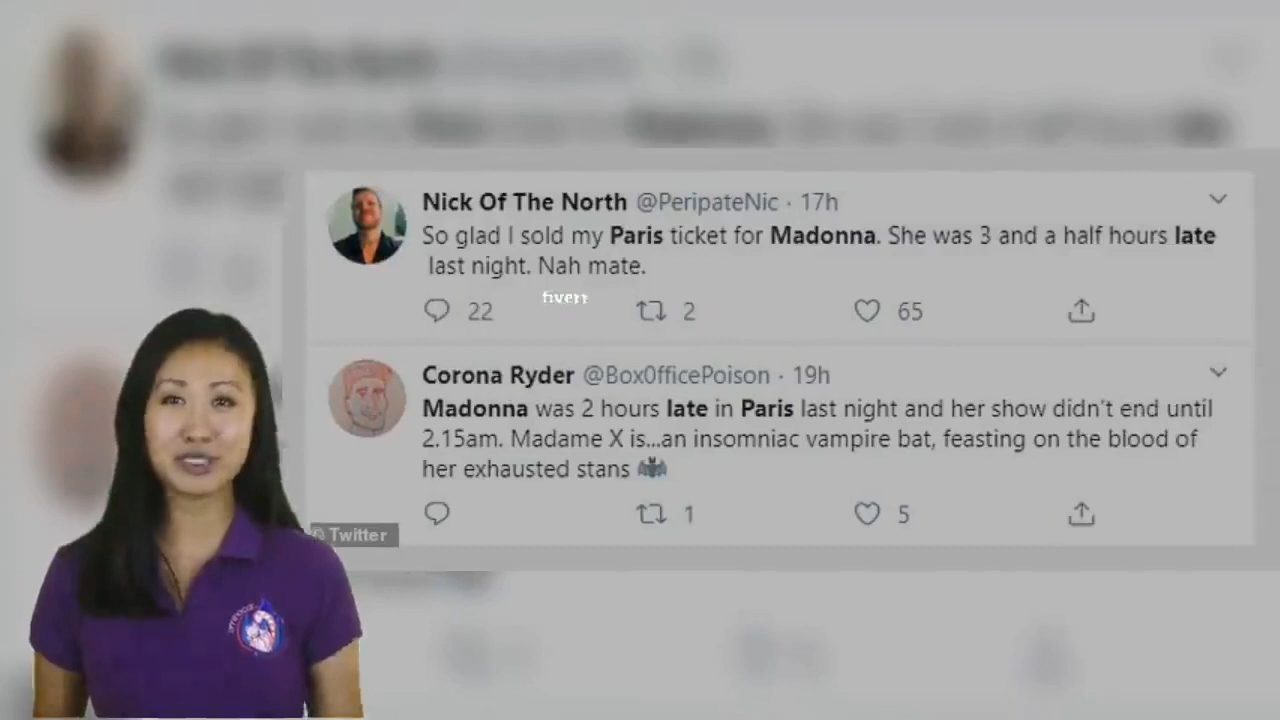 Nick Of The North @PeripateNic · 17h
So glad I sold my Paris ticket for Madonna. She was 3 and a half hours late
last night. Nah mate.
fiverr
22 2 65
Corona Ryder @Box0fficePoison · 19h
Madonna was 2 hours late in Paris last night and her show didn't end until
2.15am. Madame X is...an insomniac vampire bat, feasting on the blood of
her exhausted stans 🦇
1 5
© Twitter